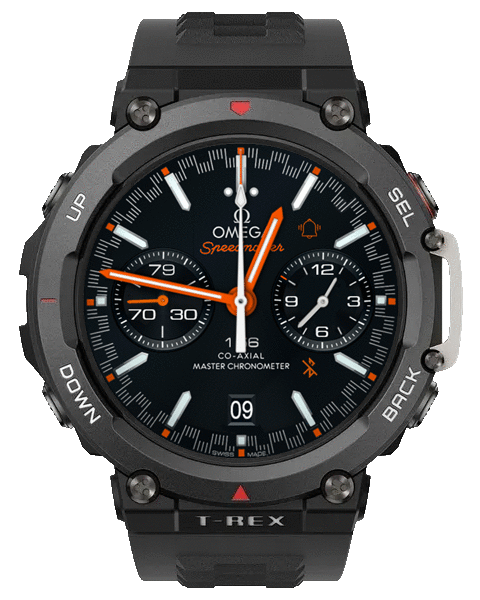 UP
SEL
Ω
OMEGA
Speedmaster
79
70 30
12
9 3
6
CO-AXIAL
MASTER CHRONOMETER
09
SWISS MADE
DOWN
BACK
T-REX